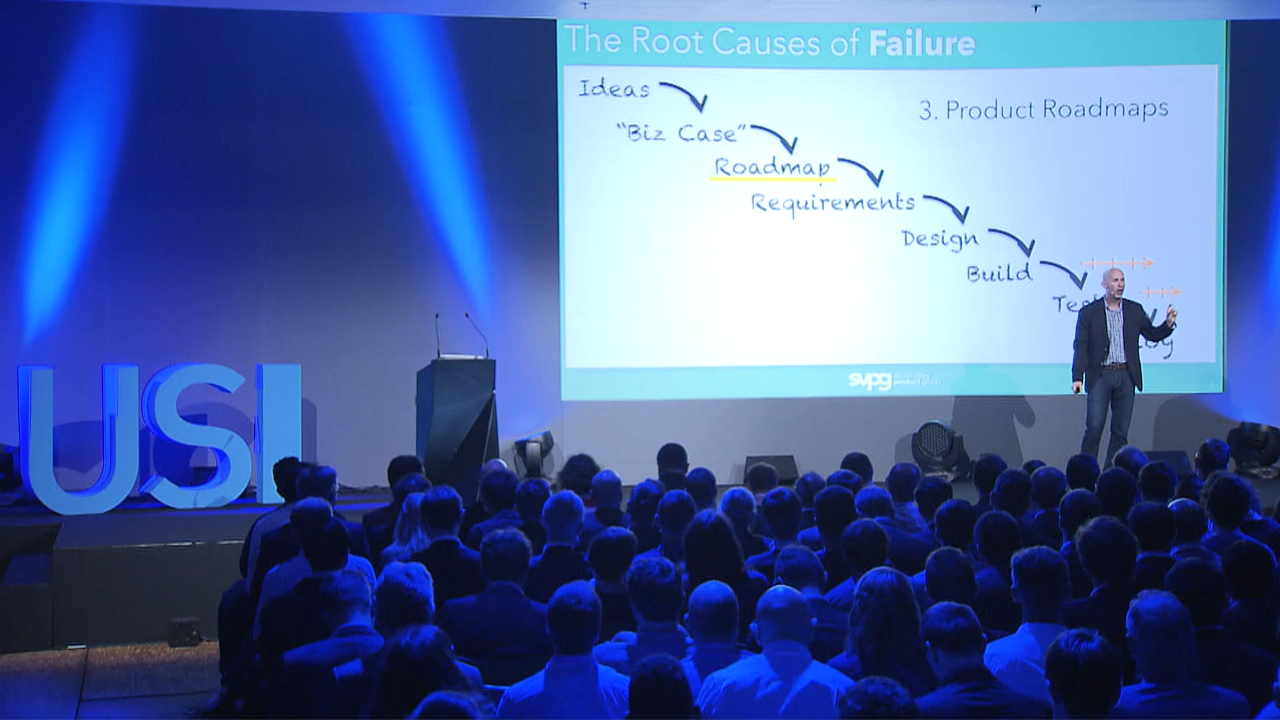 The Root Causes of Failure
Ideas
3. Product Roadmaps
"Biz Case"
Roadmap
Requirements
Design
Build
svpg
USI